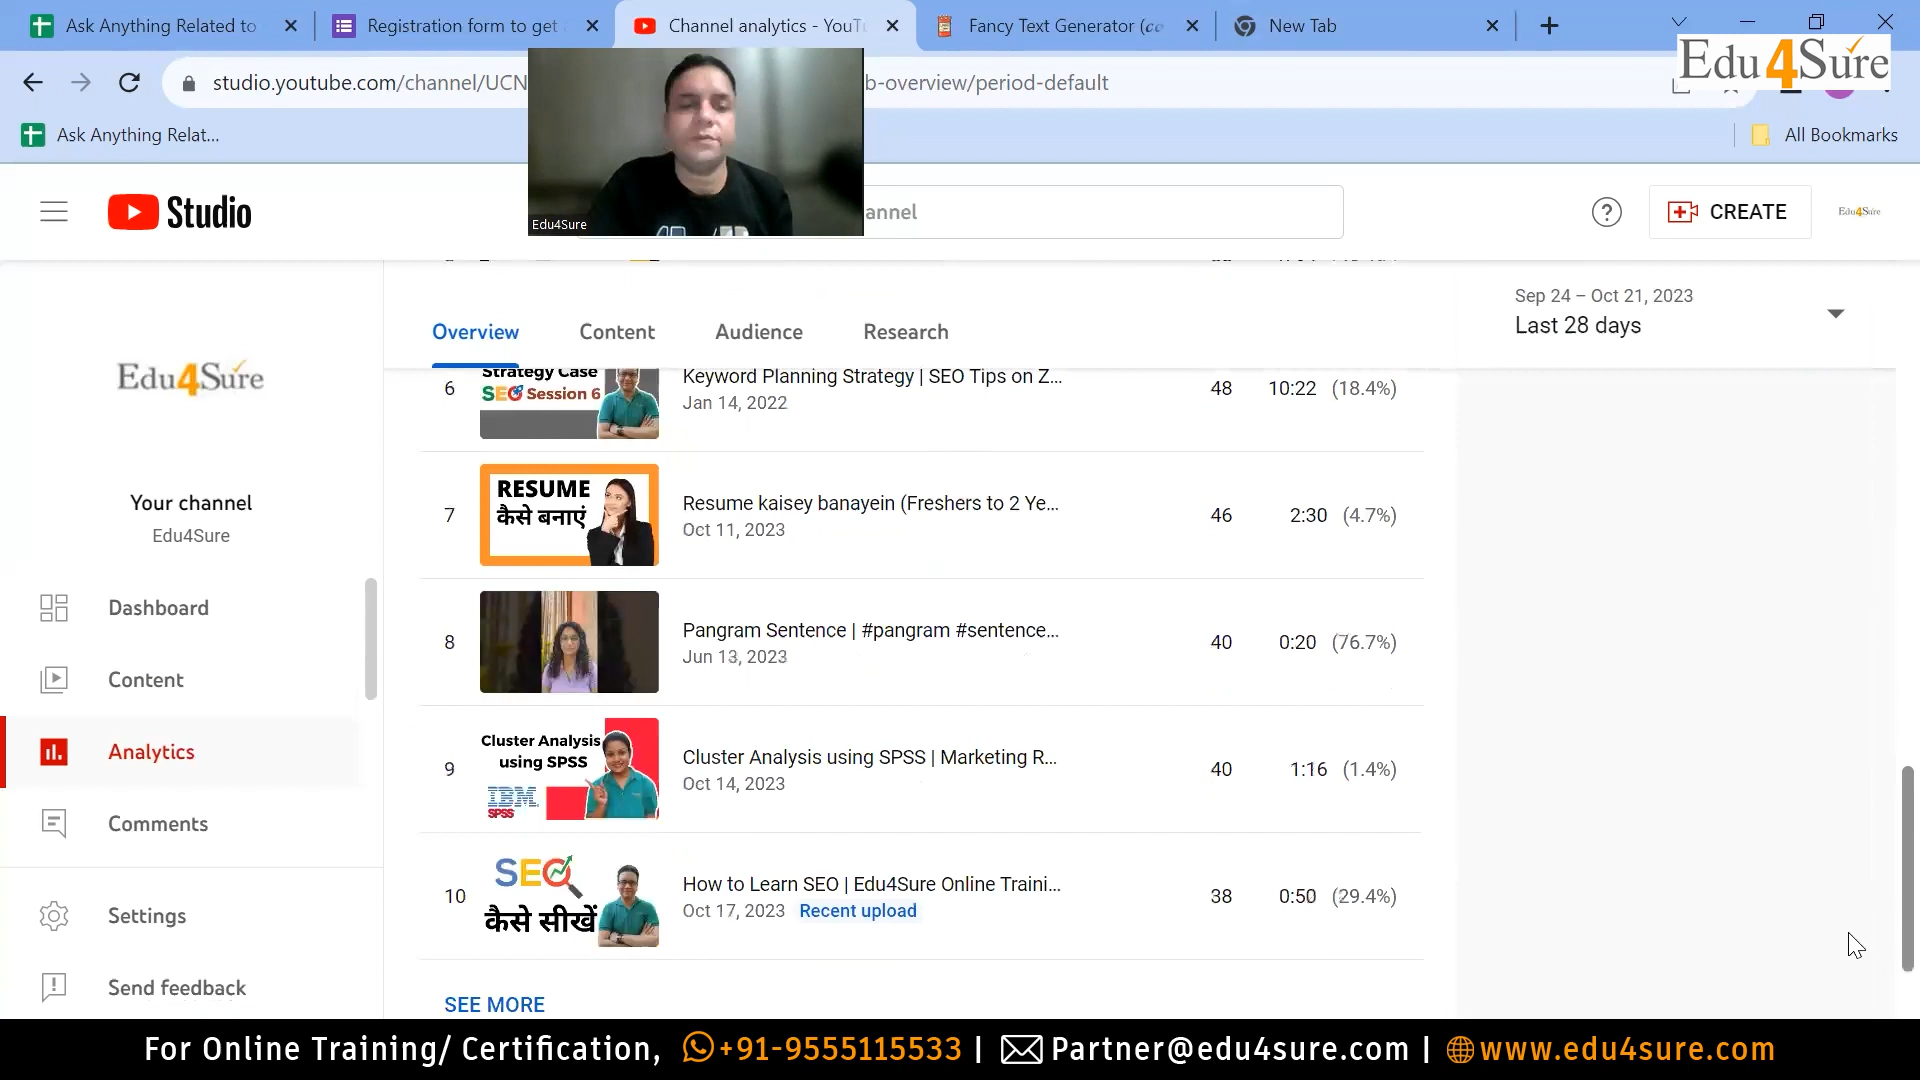 Ask Anything Related to
Registration form to get
Channel analytics - YouTu
Fancy Text Generator (𝒄𝒐
New Tab
studio.youtube.com/channel/UCN
b-overview/period-default
Edu4Sure
Ask Anything Relat...
All Bookmarks
Edu4Sure
Studio
annel
CREATE
Edu4Sure
Edu4Sure
Your channel
Edu4Sure
Dashboard
Content
Analytics
Comments
Settings
Send feedback
Overview
Content
Audience
Research
Sep 24 – Oct 21, 2023
Last 28 days
6
Strategy Case
SEO Session 6
Keyword Planning Strategy | SEO Tips on Z...
Jan 14, 2022
48
10:22 (18.4%)
7
RESUME
कैसे बनाएं
Resume kaisey banayein (Freshers to 2 Ye...
Oct 11, 2023
46
2:30 (4.7%)
8
Pangram Sentence | #pangram #sentence...
Jun 13, 2023
40
0:20 (76.7%)
9
Cluster Analysis
using SPSS
IBM
SPSS
Cluster Analysis using SPSS | Marketing R...
Oct 14, 2023
40
1:16 (1.4%)
10
SEO
कैसे सीखें
How to Learn SEO | Edu4Sure Online Traini...
Oct 17, 2023 Recent upload
38
0:50 (29.4%)
SEE MORE
For Online Training/ Certification, +91-9555115533 | Partner@edu4sure.com | www.edu4sure.com